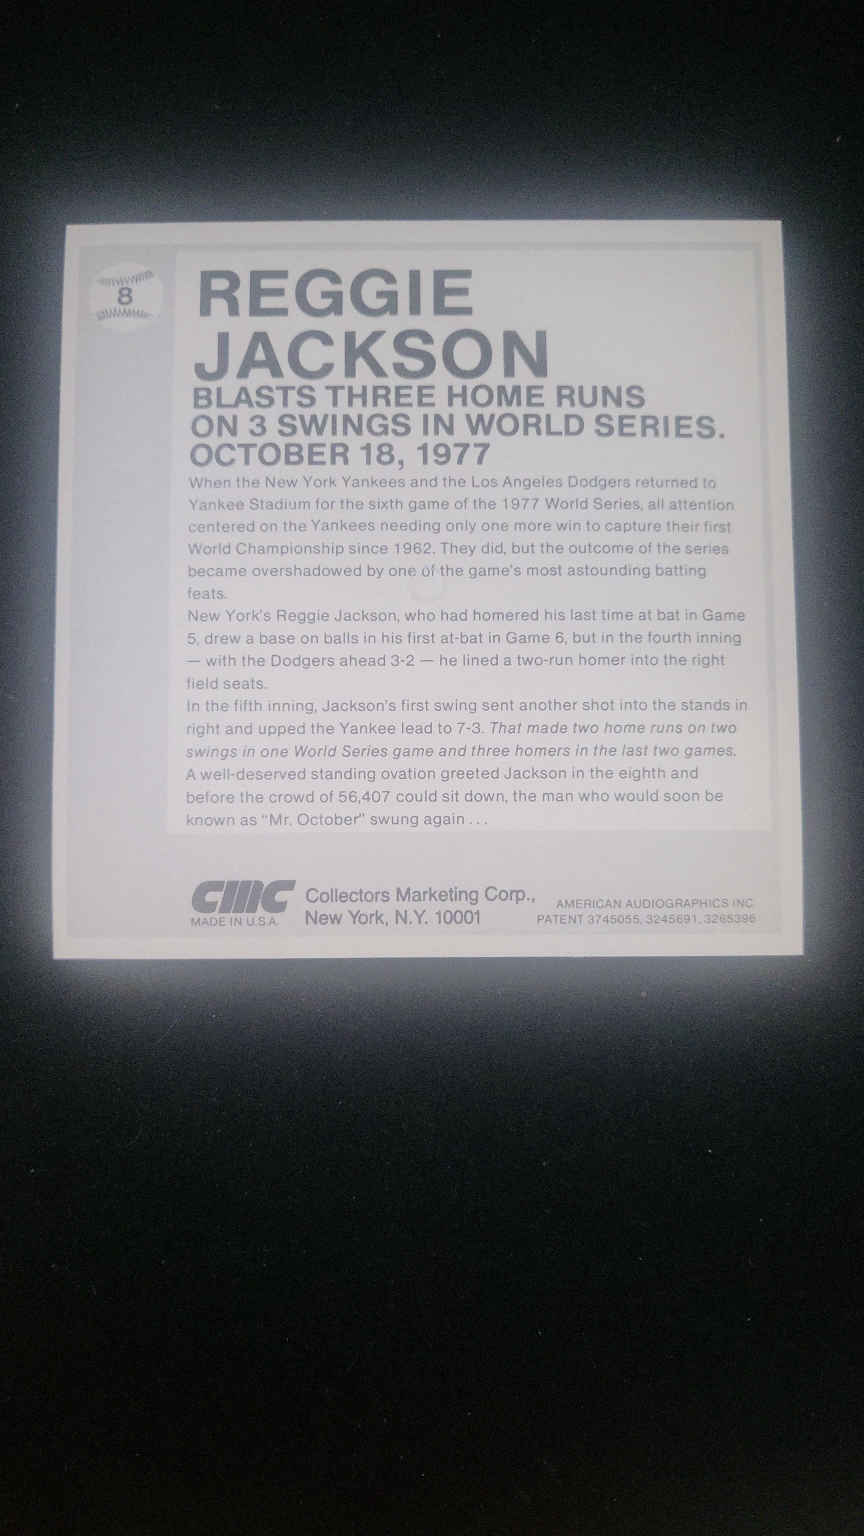 8
REGGIE
JACKSON
BLASTS THREE HOME RUNS
ON 3 SWINGS IN WORLD SERIES.
OCTOBER 18, 1977
When the New York Yankees and the Los Angeles Dodgers returned to
Yankee Stadium for the sixth game of the 1977 World Series, all attention
centered on the Yankees needing only one more win to capture their first
World Championship since 1962. They did, but the outcome of the series
became overshadowed by one of the game's most astounding batting
feats.
New York's Reggie Jackson, who had homered his last time at bat in Game
5, drew a base on balls in his first at-bat in Game 6, but in the fourth inning
— with the Dodgers ahead 3-2 — he lined a two-run homer into the right
field seats.
In the fifth inning, Jackson's first swing sent another shot into the stands in
right and upped the Yankee lead to 7-3. That made two home runs on two
swings in one World Series game and three homers in the last two games.
A well-deserved standing ovation greeted Jackson in the eighth and
before the crowd of 56,407 could sit down, the man who would soon be
known as “Mr. October” swung again . . .
CMC
MADE IN U.S.A.
Collectors Marketing Corp.,
New York, N.Y. 10001
AMERICAN AUDIOGRAPHICS INC.
PATENT 3745055, 3245691, 3265396